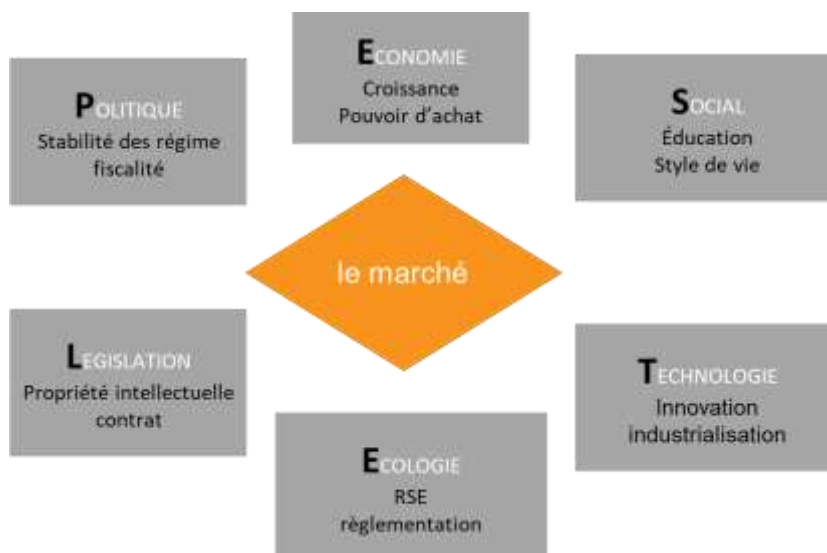 POLITIQUE
Stabilité des régime
fiscalité
ECONOMIE
Croissance
Pouvoir d'achat
SOCIAL
Éducation
Style de vie
le marché
LEGISLATION
Propriété intellectuelle
contrat
ECOLOGIE
RSE
règlementation
TECHNOLOGIE
Innovation
industrialisation